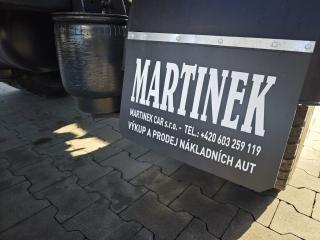 MARTINEK
MARTINEK CAR s.r.o. - TEL.: +420 603 259 119
VÝKUP A PRODEJ NÁKLADNÍCH AUT